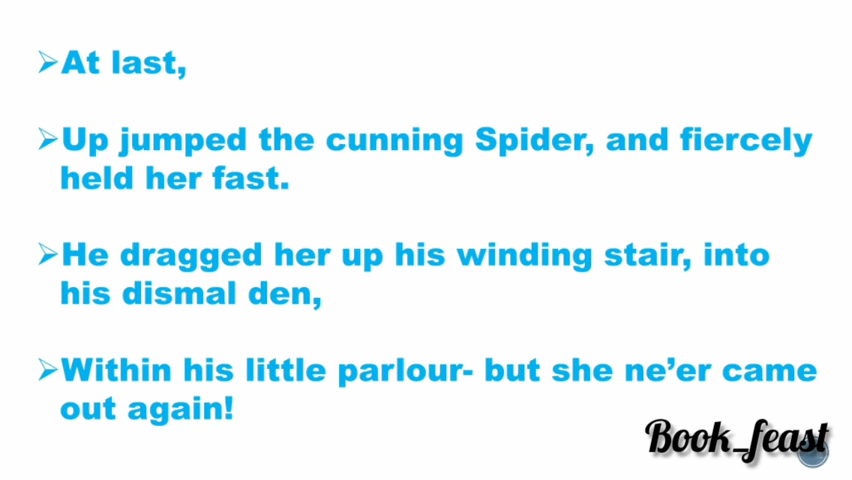 ➢At last,
➢Up jumped the cunning Spider, and fiercely
held her fast.
➢He dragged her up his winding stair, into
his dismal den,
➢Within his little parlour- but she ne’er came
out again!
Book_feast